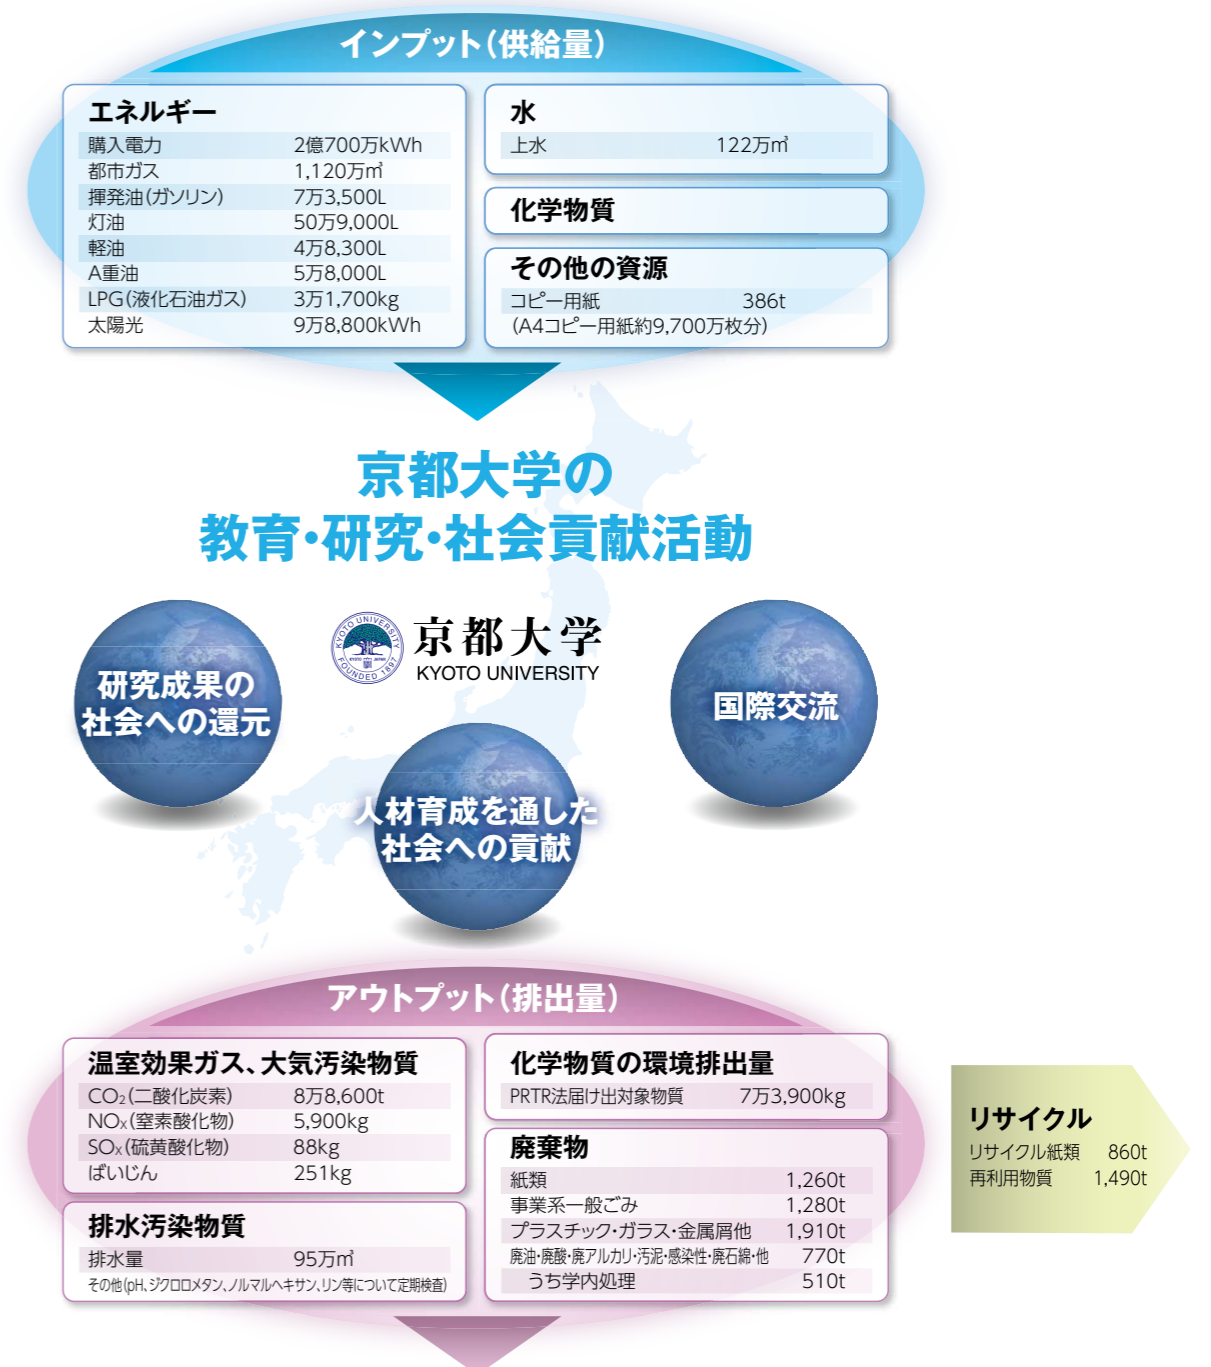 インプット(供給量)
エネルギー
購入電力 2億700万kWh
都市ガス 1,120万㎥
揮発油(ガソリン) 7万3,500L
灯油 50万9,000L
軽油 4万8,300L
A重油 5万8,000L
LPG(液化石油ガス) 3万1,700kg
太陽光 9万8,800kWh
水
上水 122万㎥
化学物質
その他の資源
コピー用紙 386t
(A4コピー用紙約9,700万枚分)
京都大学の
教育・研究・社会貢献活動
KYOTO UNIVERSITY
FOUNDED 1897
京都大学
KYOTO UNIVERSITY
研究成果の
社会への還元
国際交流
人材育成を通した
社会への貢献
アウトプット(排出量)
温室効果ガス、大気汚染物質
CO₂(二酸化炭素) 8万8,600t
NOx(窒素酸化物) 5,900kg
SOx(硫黄酸化物) 88kg
ばいじん 251kg
排水汚染物質
排水量 95万㎥
その他(pH、ジクロロメタン、ノルマルヘキサン、リン等について定期検査)
化学物質の環境排出量
PRTR法届け出対象物質 7万3,900kg
廃棄物
紙類 1,260t
事業系一般ごみ 1,280t
プラスチック・ガラス・金属屑他 1,910t
廃油・廃酸・廃アルカリ・汚泥・感染性・廃石綿・他 770t
うち学内処理 510t
リサイクル
リサイクル紙類 860t
再利用物質 1,490t